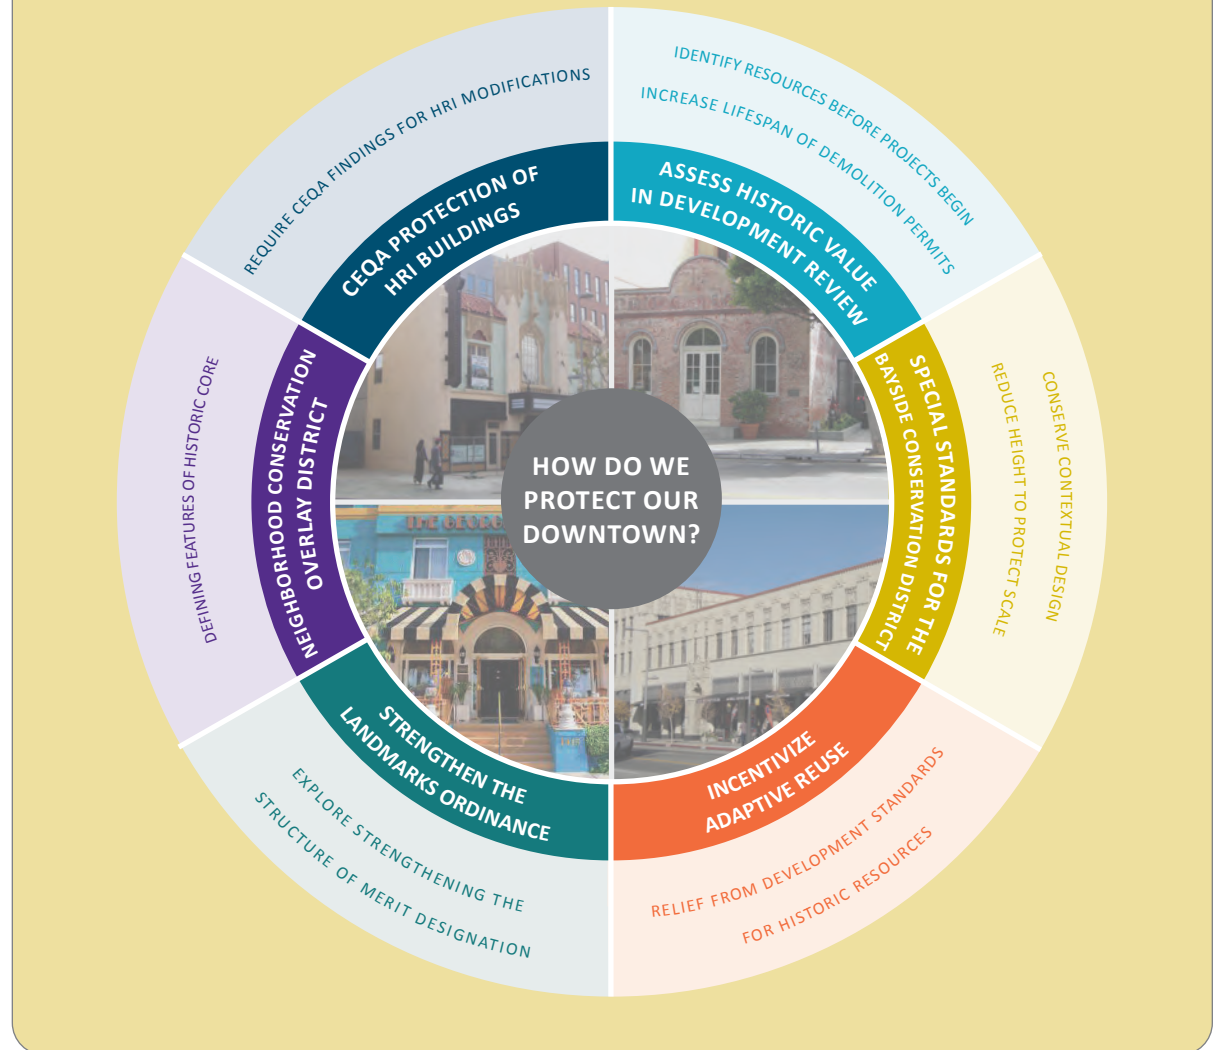 HOW DO WE
PROTECT OUR
DOWNTOWN?
ASSESS HISTORIC VALUE
IN DEVELOPMENT REVIEW
IDENTIFY RESOURCES BEFORE PROJECTS BEGIN
INCREASE LIFESPAN OF DEMOLITION PERMITS
SPECIAL STANDARDS FOR THE
BAYSIDE CONSERVATION DISTRICT
CONSERVE CONTEXTUAL DESIGN
REDUCE HEIGHT TO PROTECT SCALE
INCENTIVIZE
ADAPTIVE REUSE
RELIEF FROM DEVELOPMENT STANDARDS
FOR HISTORIC RESOURCES
STRENGTHEN THE
LANDMARKS ORDINANCE
EXPLORE STRENGTHENING THE
STRUCTURE OF MERIT DESIGNATION
NEIGHBORHOOD CONSERVATION
OVERLAY DISTRICT
DEFINING FEATURES OF HISTORIC CORE
CEQA PROTECTION OF
HRI BUILDINGS
REQUIRE CEQA FINDINGS FOR HRI MODIFICATIONS